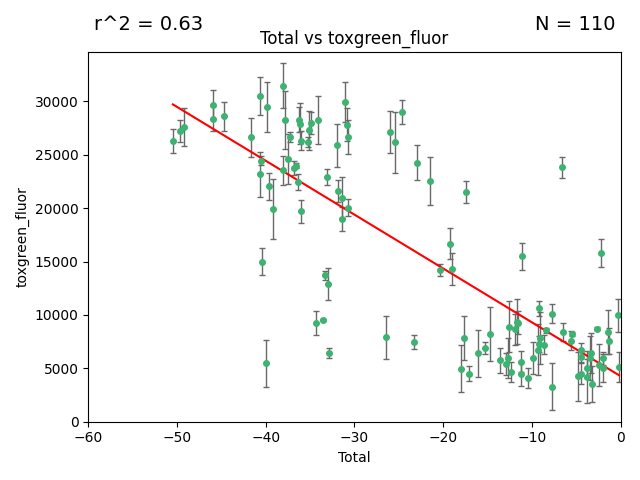 r^2 = 0.63
N = 110
Total vs toxgreen_fluor
toxgreen_fluor
30000
25000
20000
15000
10000
5000
0
−60
−50
−40
−30
−20
−10
0
Total